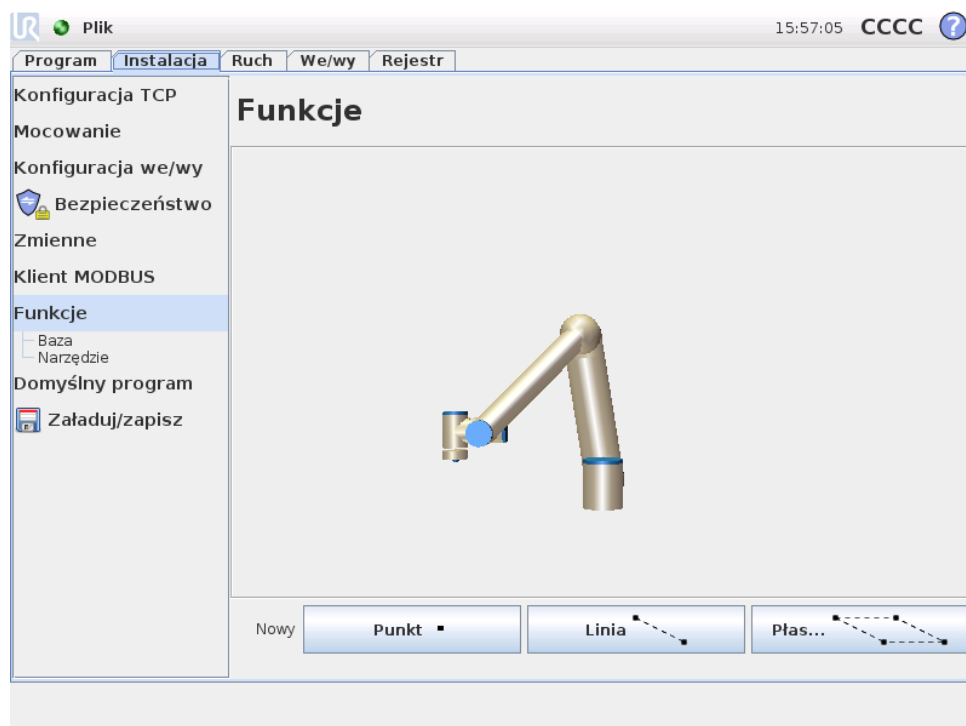 UR Plik 15:57:05 CCCC ?
Program Instalacja Ruch We/wy Rejestr
Konfiguracja TCP
Mocowanie
Konfiguracja we/wy
Bezpieczeństwo
Zmienne
Klient MODBUS
Funkcje
Baza
Narzędzie
Domyślny program
Załaduj/zapisz
Funkcje
Nowy Punkt Linia Płas...